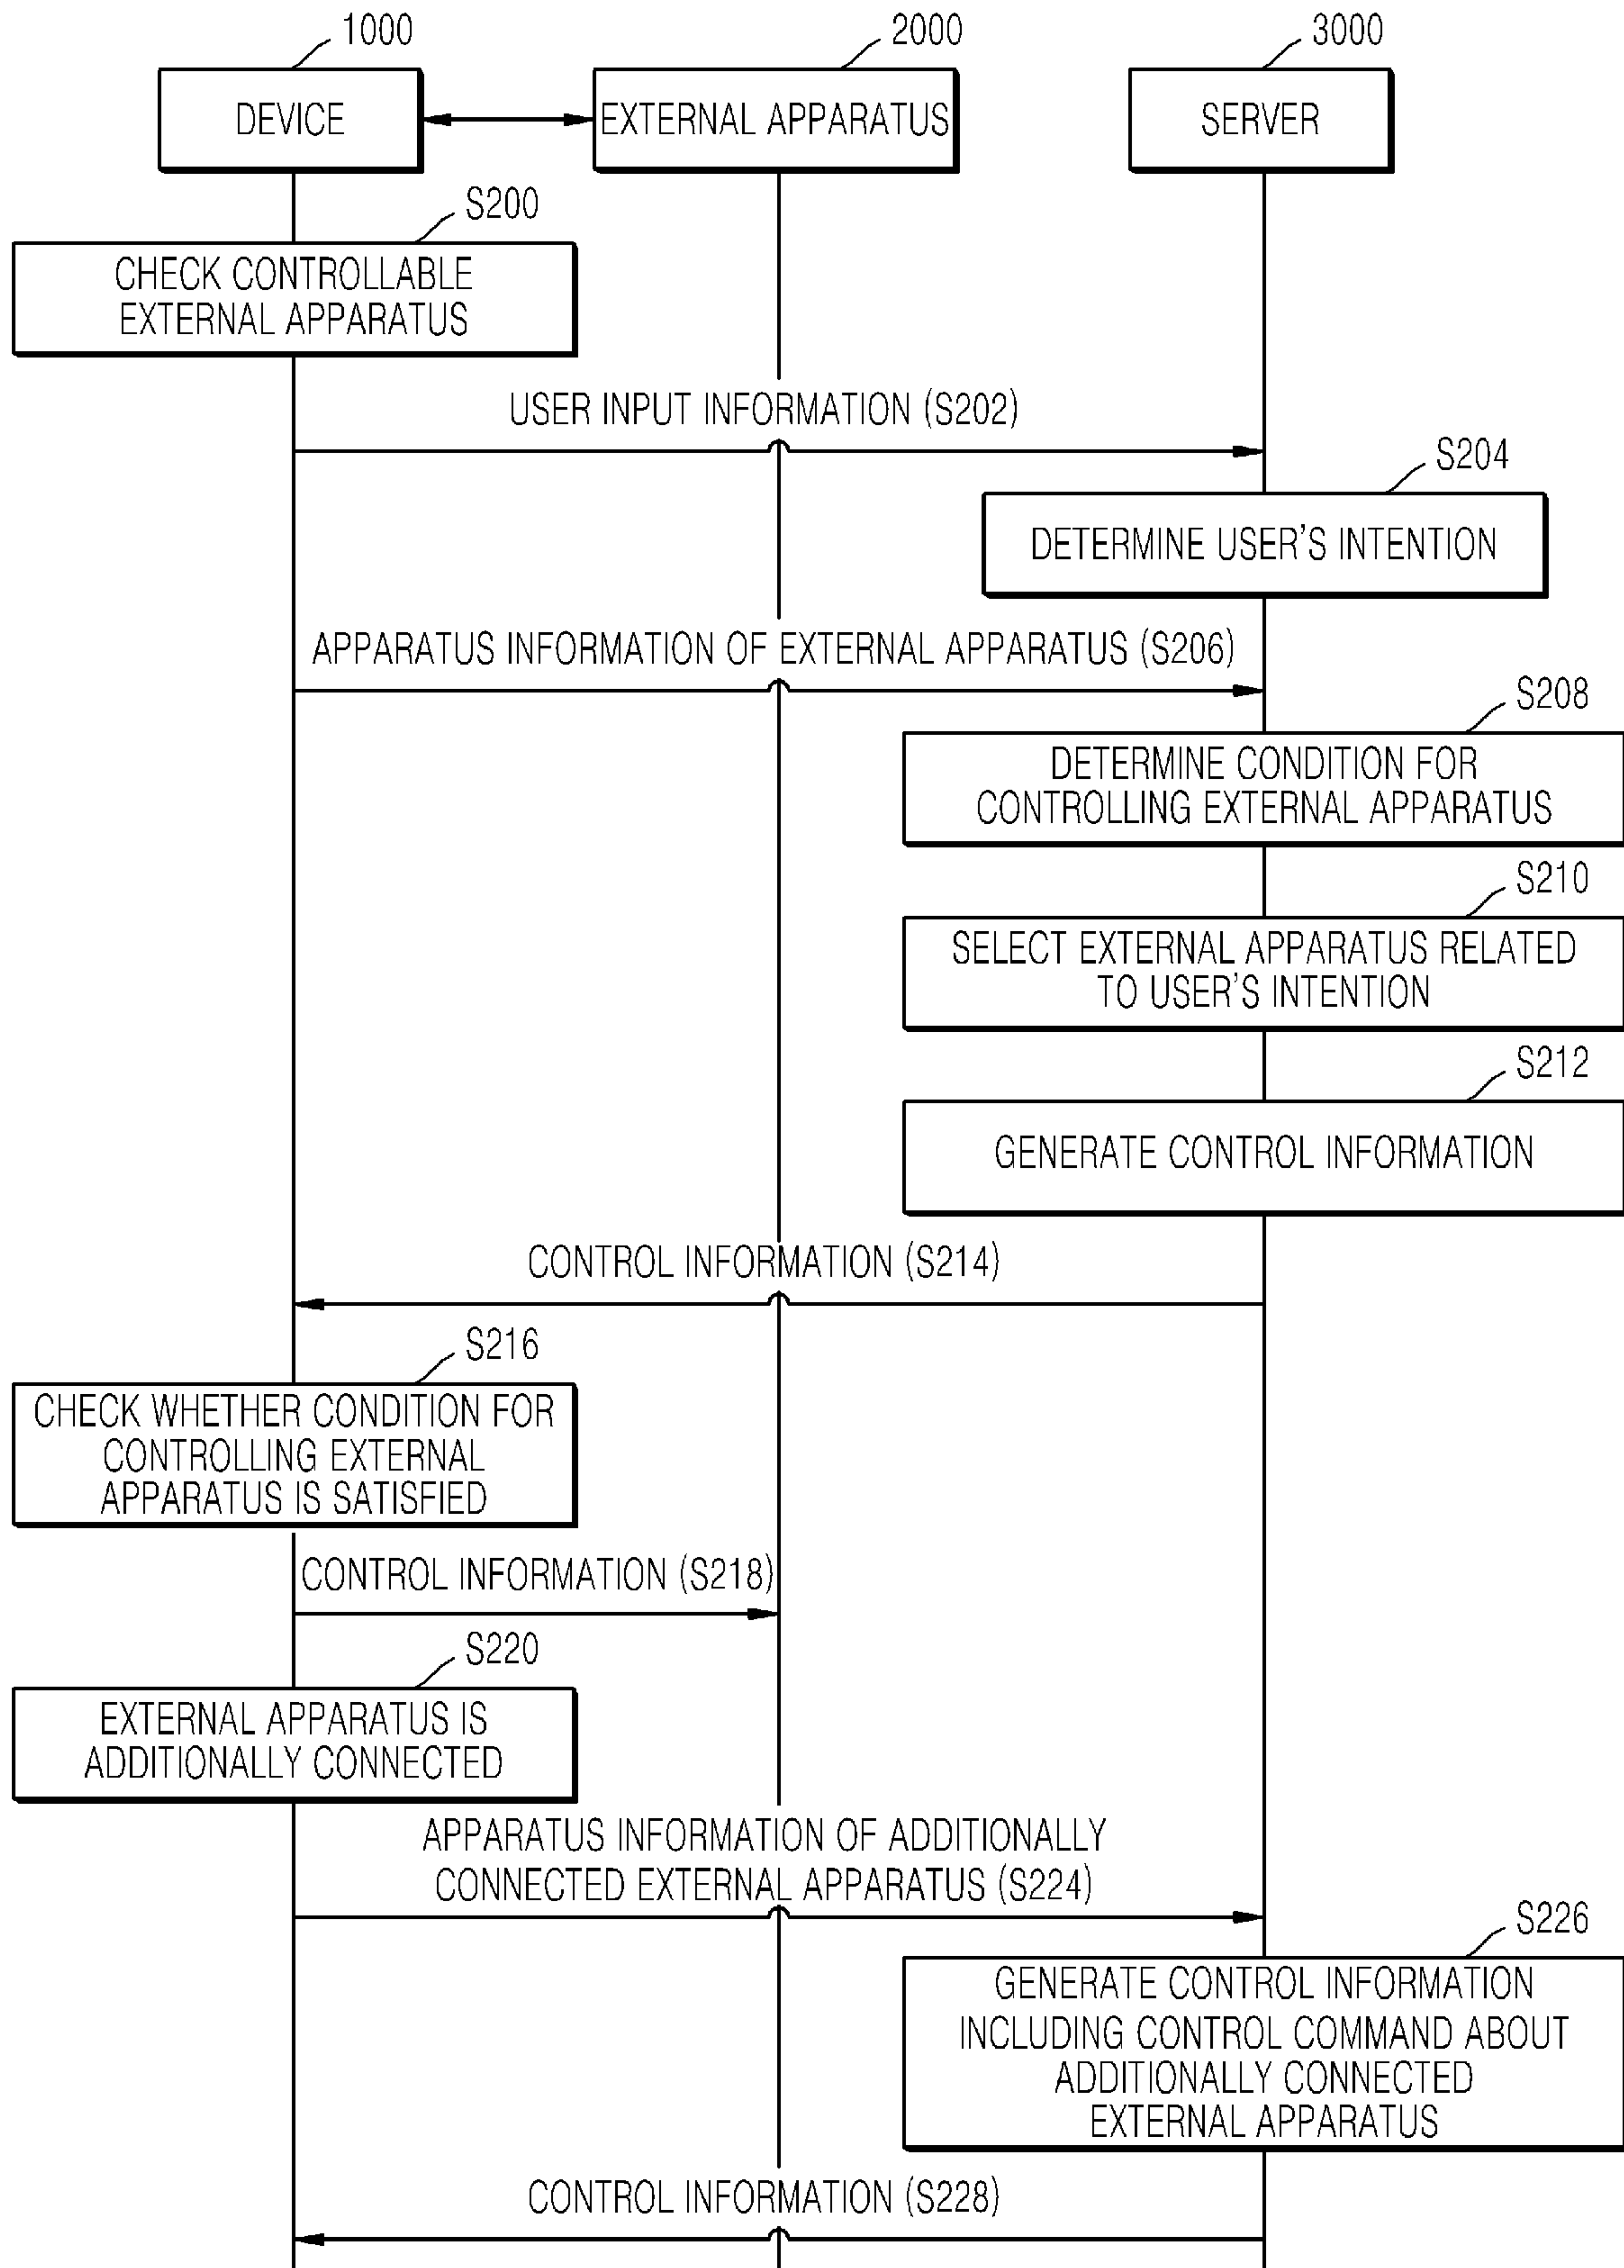 1000
2000
3000
DEVICE
EXTERNAL APPARATUS
SERVER
S200
CHECK CONTROLLABLE
EXTERNAL APPARATUS
USER INPUT INFORMATION (S202)
S204
DETERMINE USER'S INTENTION
APPARATUS INFORMATION OF EXTERNAL APPARATUS (S206)
S208
DETERMINE CONDITION FOR
CONTROLLING EXTERNAL APPARATUS
S210
SELECT EXTERNAL APPARATUS RELATED
TO USER'S INTENTION
S212
GENERATE CONTROL INFORMATION
CONTROL INFORMATION (S214)
S216
CHECK WHETHER CONDITION FOR
CONTROLLING EXTERNAL
APPARATUS IS SATISFIED
CONTROL INFORMATION (S218)
S220
EXTERNAL APPARATUS IS
ADDITIONALLY CONNECTED
APPARATUS INFORMATION OF ADDITIONALLY
CONNECTED EXTERNAL APPARATUS (S224)
S226
GENERATE CONTROL INFORMATION
INCLUDING CONTROL COMMAND ABOUT
ADDITIONALLY CONNECTED
EXTERNAL APPARATUS
CONTROL INFORMATION (S228)